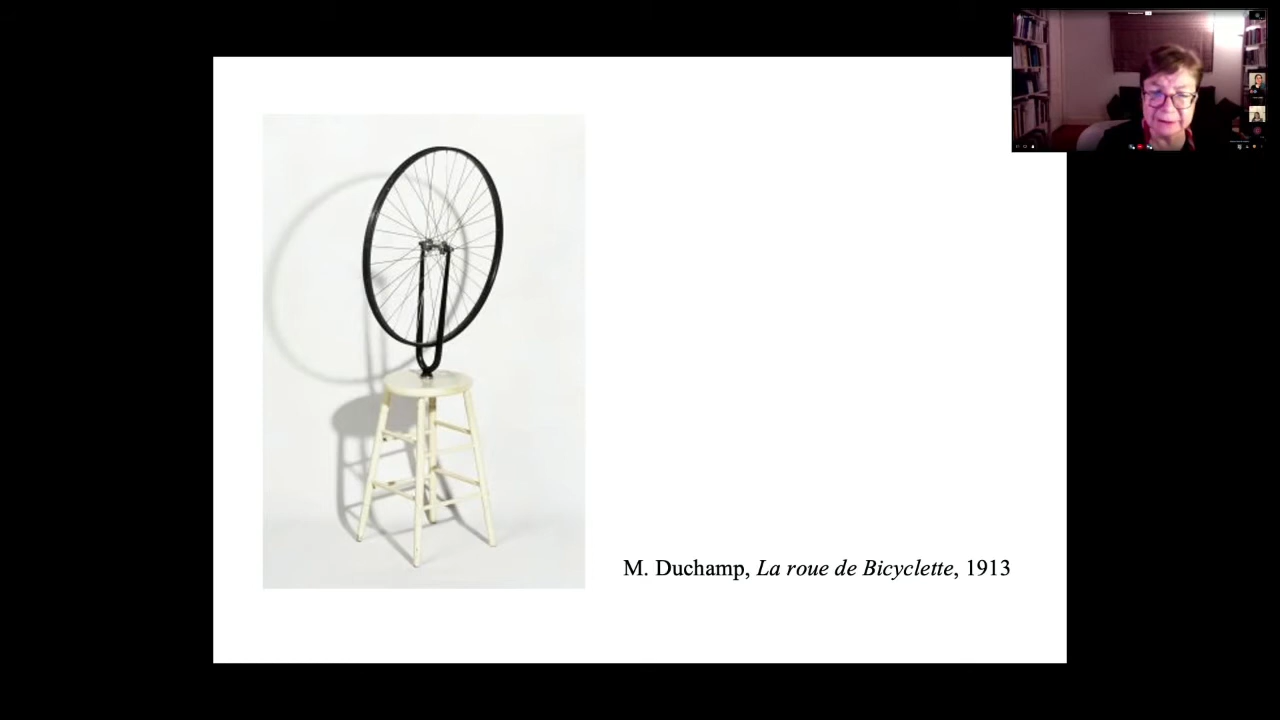 M. Duchamp, La roue de Bicyclette, 1913